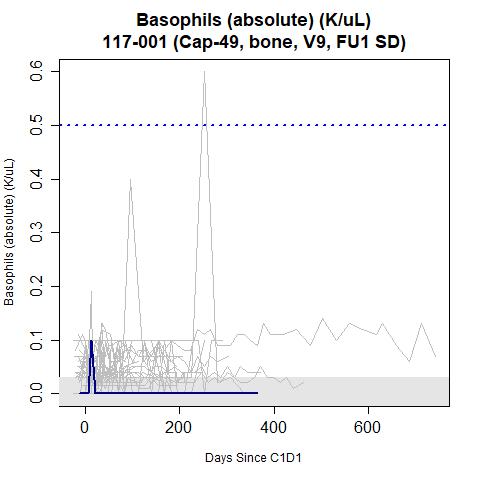 Basophils (absolute) (K/uL)
117-001 (Cap-49, bone, V9, FU1 SD)
Basophils (absolute) (K/uL)
0.6
0.5
0.4
0.3
0.2
0.1
0.0
0 200 400 600
Days Since C1D1